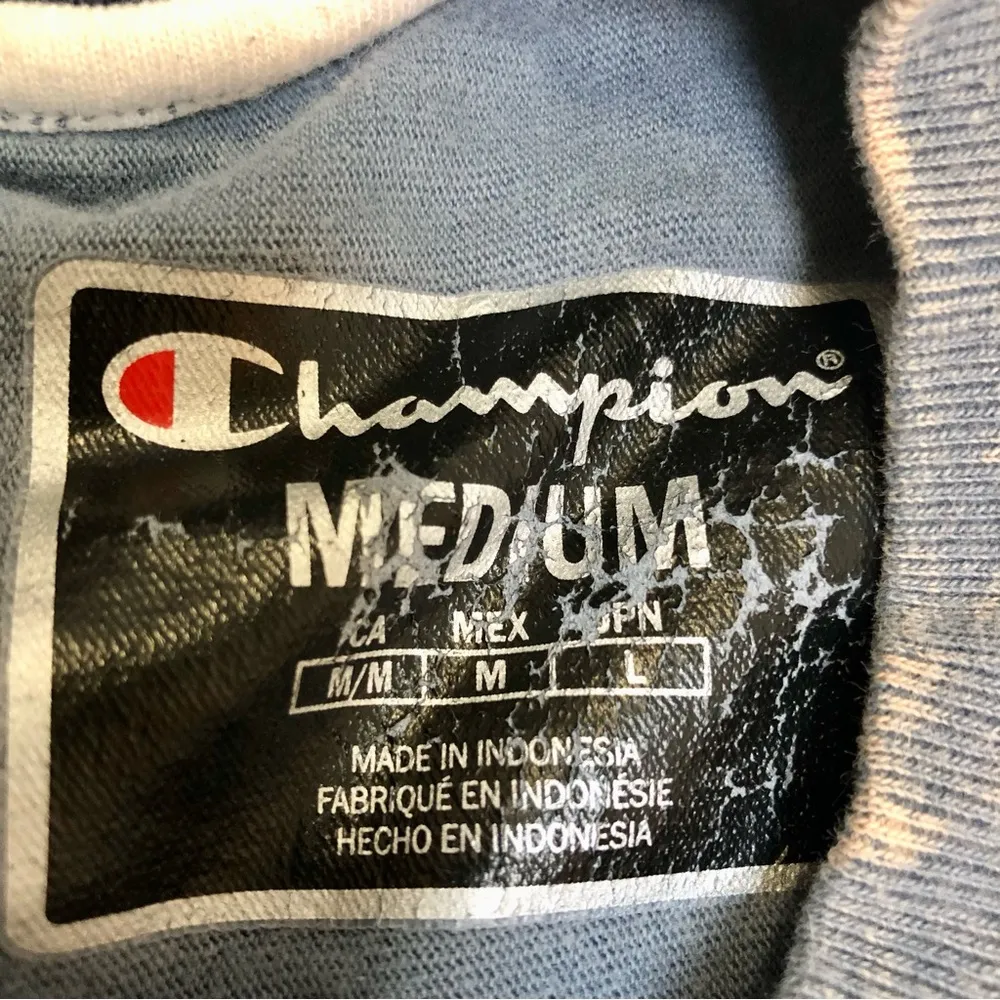 Champion®
MEDIUM
CA MEX JPN
M/M M L
MADE IN INDONESIA
FABRIQUÉ EN INDONÉSIE
HECHO EN INDONESIA